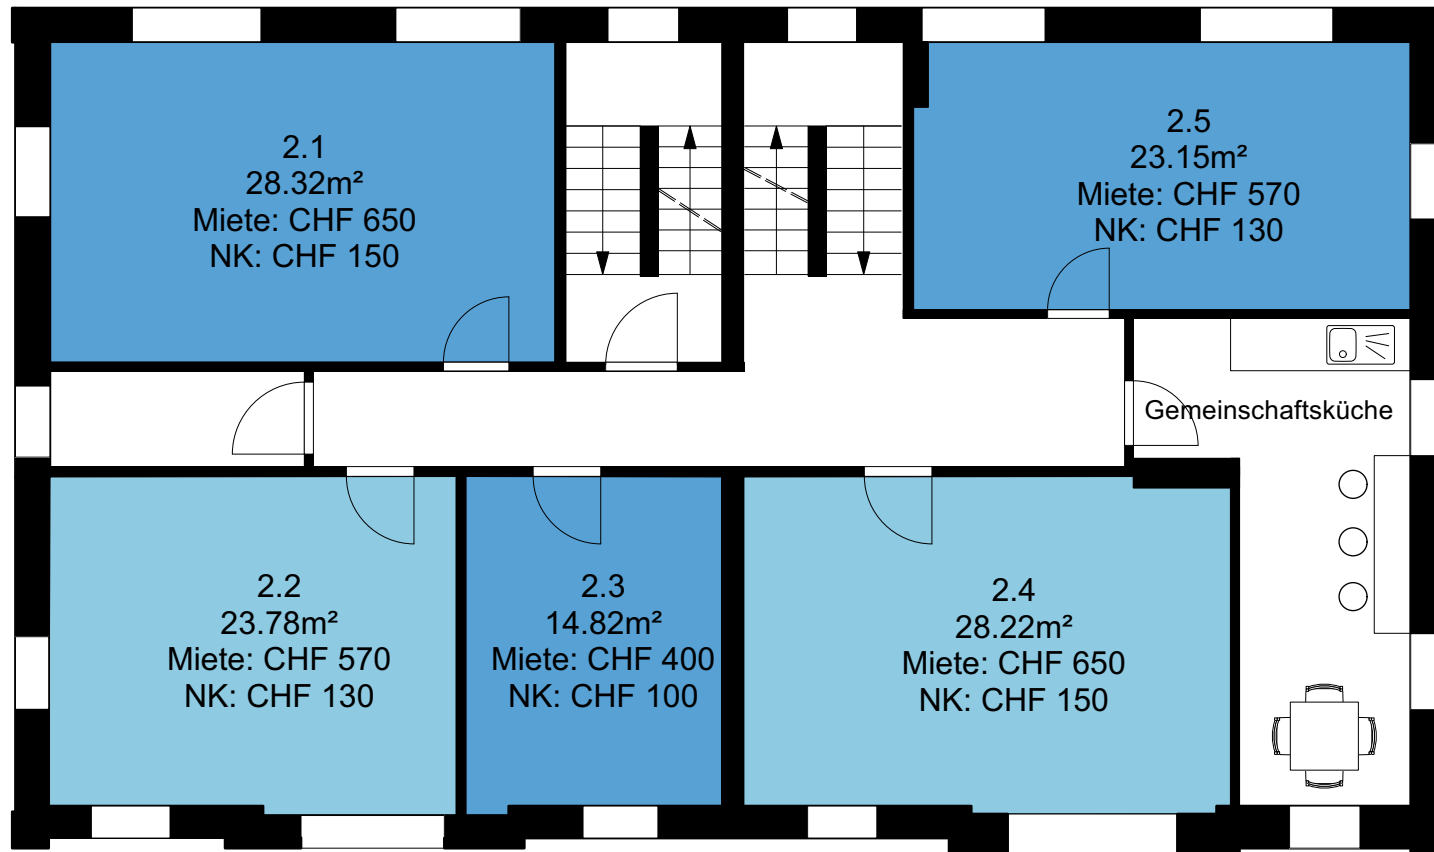 2.1
28.32m²
Miete: CHF 650
NK: CHF 150
2.5
23.15m²
Miete: CHF 570
NK: CHF 130
Gemeinschaftsküche
2.2
23.78m²
Miete: CHF 570
NK: CHF 130
2.3
14.82m²
Miete: CHF 400
NK: CHF 100
2.4
28.22m²
Miete: CHF 650
NK: CHF 150